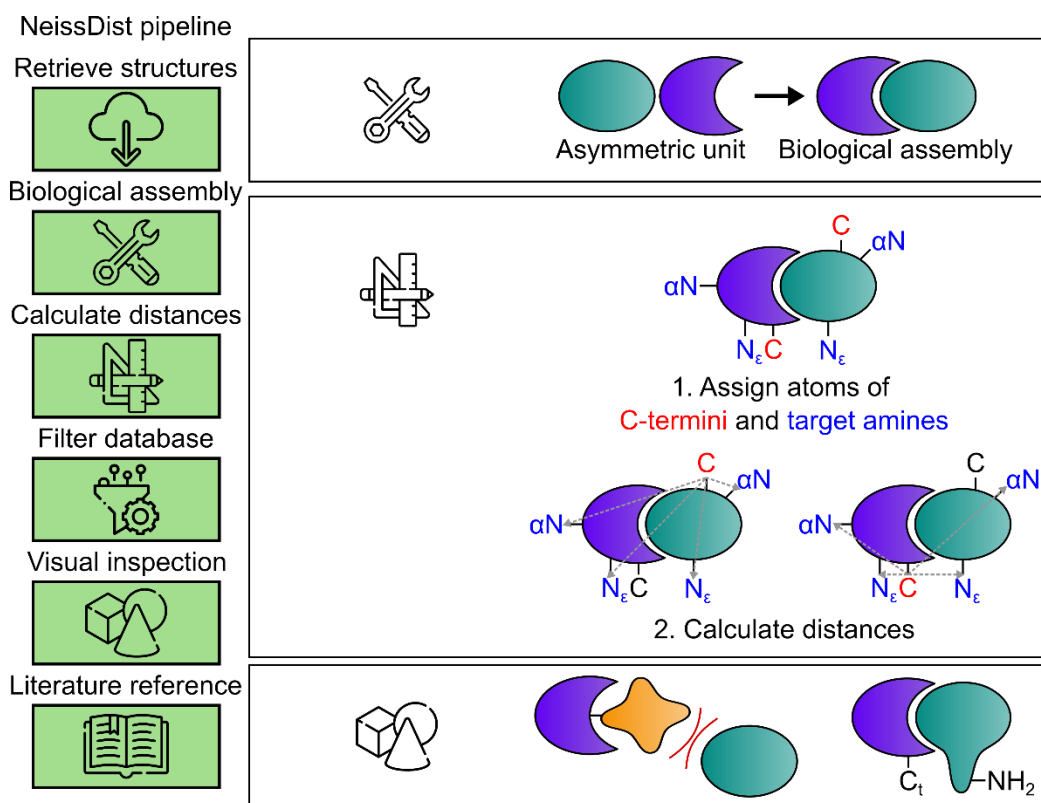 NeissDist pipeline
Retrieve structures
Biological assembly
Calculate distances
Filter database
Visual inspection
Literature reference
Asymmetric unit
Biological assembly
C
αN
αN
NεC
Nε
1. Assign atoms of
C-termini and target amines
C
αN
αN
NεC
Nε
C
αN
αN
NεC
Nε
2. Calculate distances
Ct
NH2